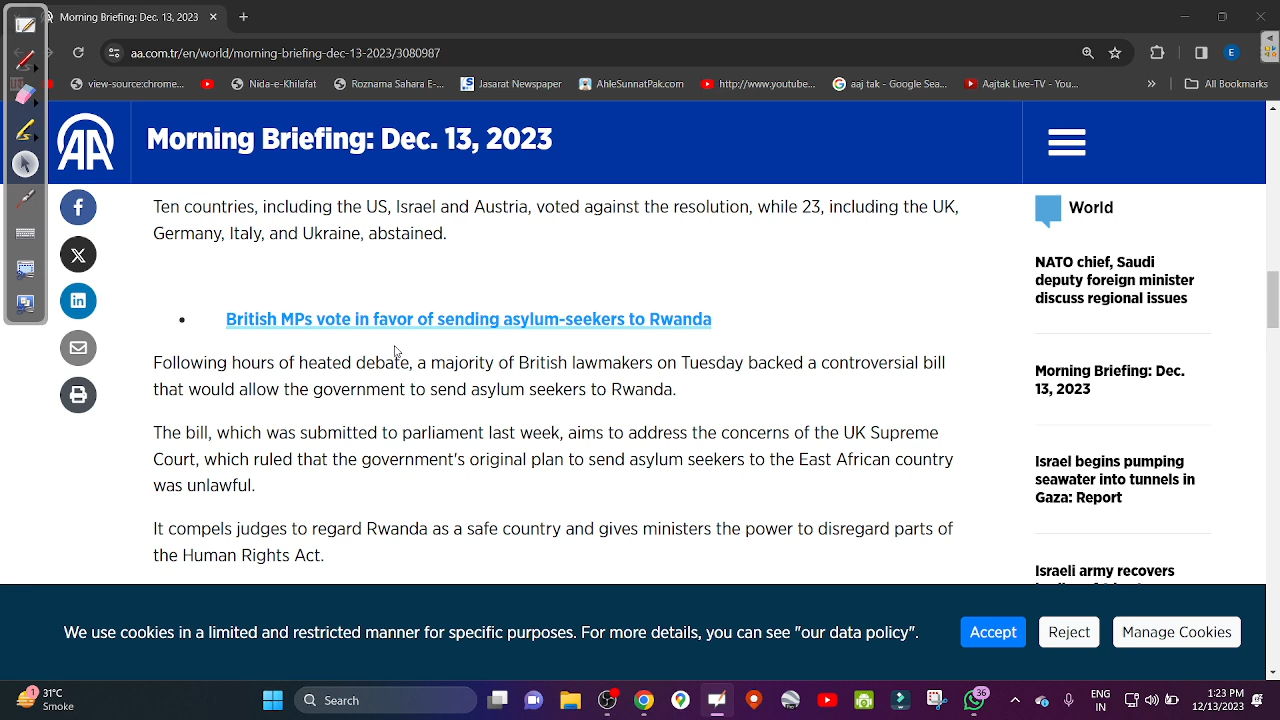 Morning Briefing: Dec. 13, 2023
aa.com.tr/en/world/morning-briefing-dec-13-2023/3080987
E
view-source:chrome...
Nida-e-Khilafat
Roznama Sahara E-...
Jasarat Newspaper
AhleSunnatPak.com
http://www.youtube...
aaj tak - Google Sea...
Aajtak Live-TV - You...
All Bookmarks
AA
Morning Briefing: Dec. 13, 2023
Ten countries, including the US, Israel and Austria, voted against the resolution, while 23, including the UK,
Germany, Italy, and Ukraine, abstained.
British MPs vote in favor of sending asylum-seekers to Rwanda
Following hours of heated debate, a majority of British lawmakers on Tuesday backed a controversial bill
that would allow the government to send asylum seekers to Rwanda.
The bill, which was submitted to parliament last week, aims to address the concerns of the UK Supreme
Court, which ruled that the government's original plan to send asylum seekers to the East African country
was unlawful.
It compels judges to regard Rwanda as a safe country and gives ministers the power to disregard parts of
the Human Rights Act.
World
NATO chief, Saudi
deputy foreign minister
discuss regional issues
Morning Briefing: Dec.
13, 2023
Israel begins pumping
seawater into tunnels in
Gaza: Report
Israeli army recovers
We use cookies in a limited and restricted manner for specific purposes. For more details, you can see "our data policy".
Accept
Reject
Manage Cookies
1
3°C
Smoke
Search
36
ENG
IN
1:23 PM
12/13/2023